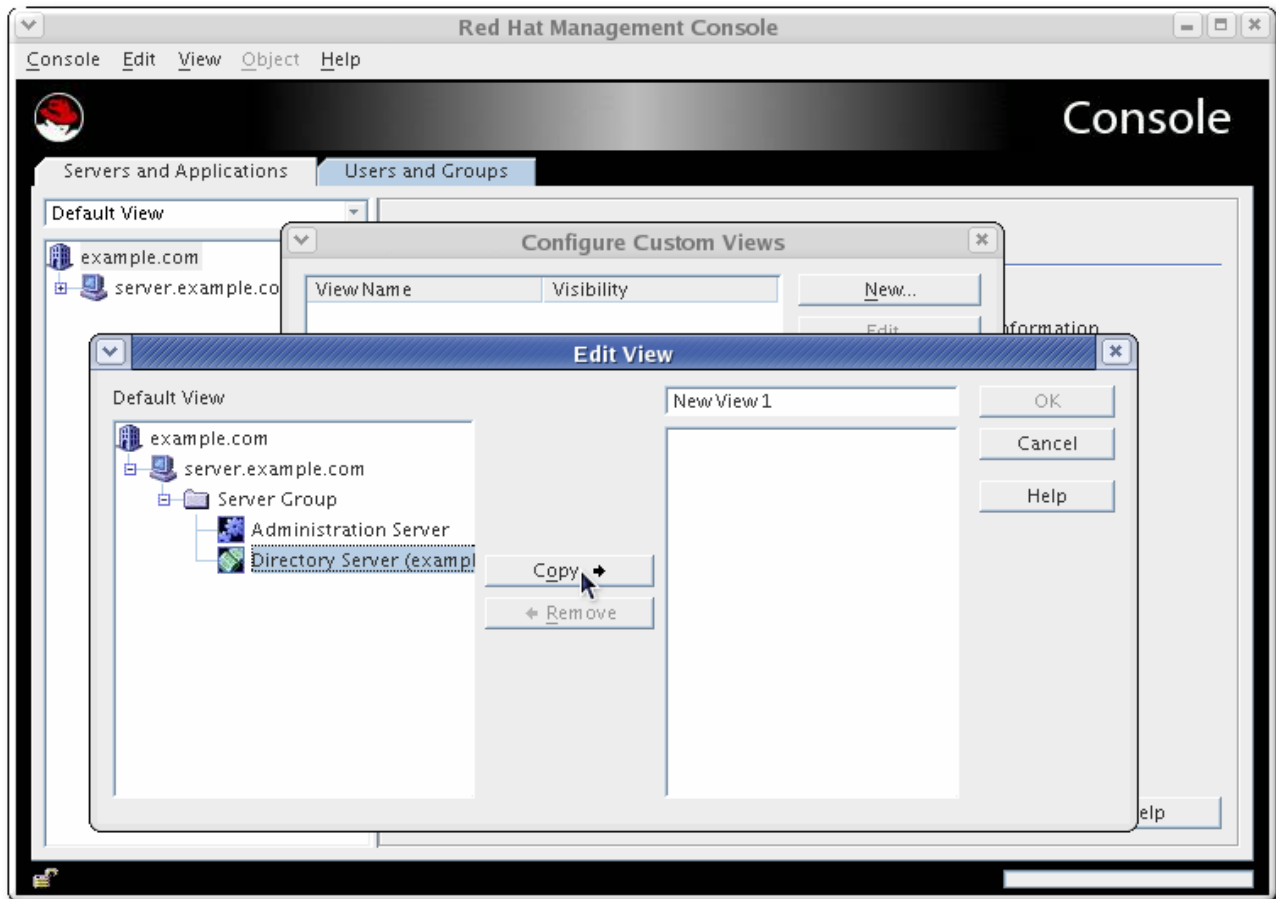 Red Hat Management Console
Console Edit View Object Help
Console
Servers and Applications Users and Groups
Default View
example.com
server.example.co
Configure Custom Views
View Name Visibility New...
Edit
nformation
Edit View
Default View
New View 1
OK
example.com
Cancel
server.example.com
Server Group
Help
Administration Server
Directory Server (exampl
Copy
Remove
elp